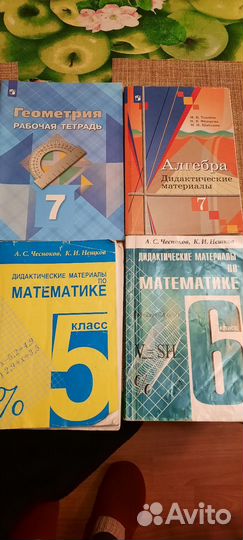 Геометрия
РАБОЧАЯ ТЕТРАДЬ
7
Алгебра
Дидактические
материалы
7
А. С. Чесноков, К. И. Нешков
ДИДАКТИЧЕСКИЕ МАТЕРИАЛЫ
ПО
МАТЕМАТИКЕ
5
класс
%
А. С. Чесноков, К. И. Нешков
ДИДАКТИЧЕСКИЕ МАТЕРИАЛЫ
ПО
МАТЕМАТИКЕ
6
класс
V=SH
Avito